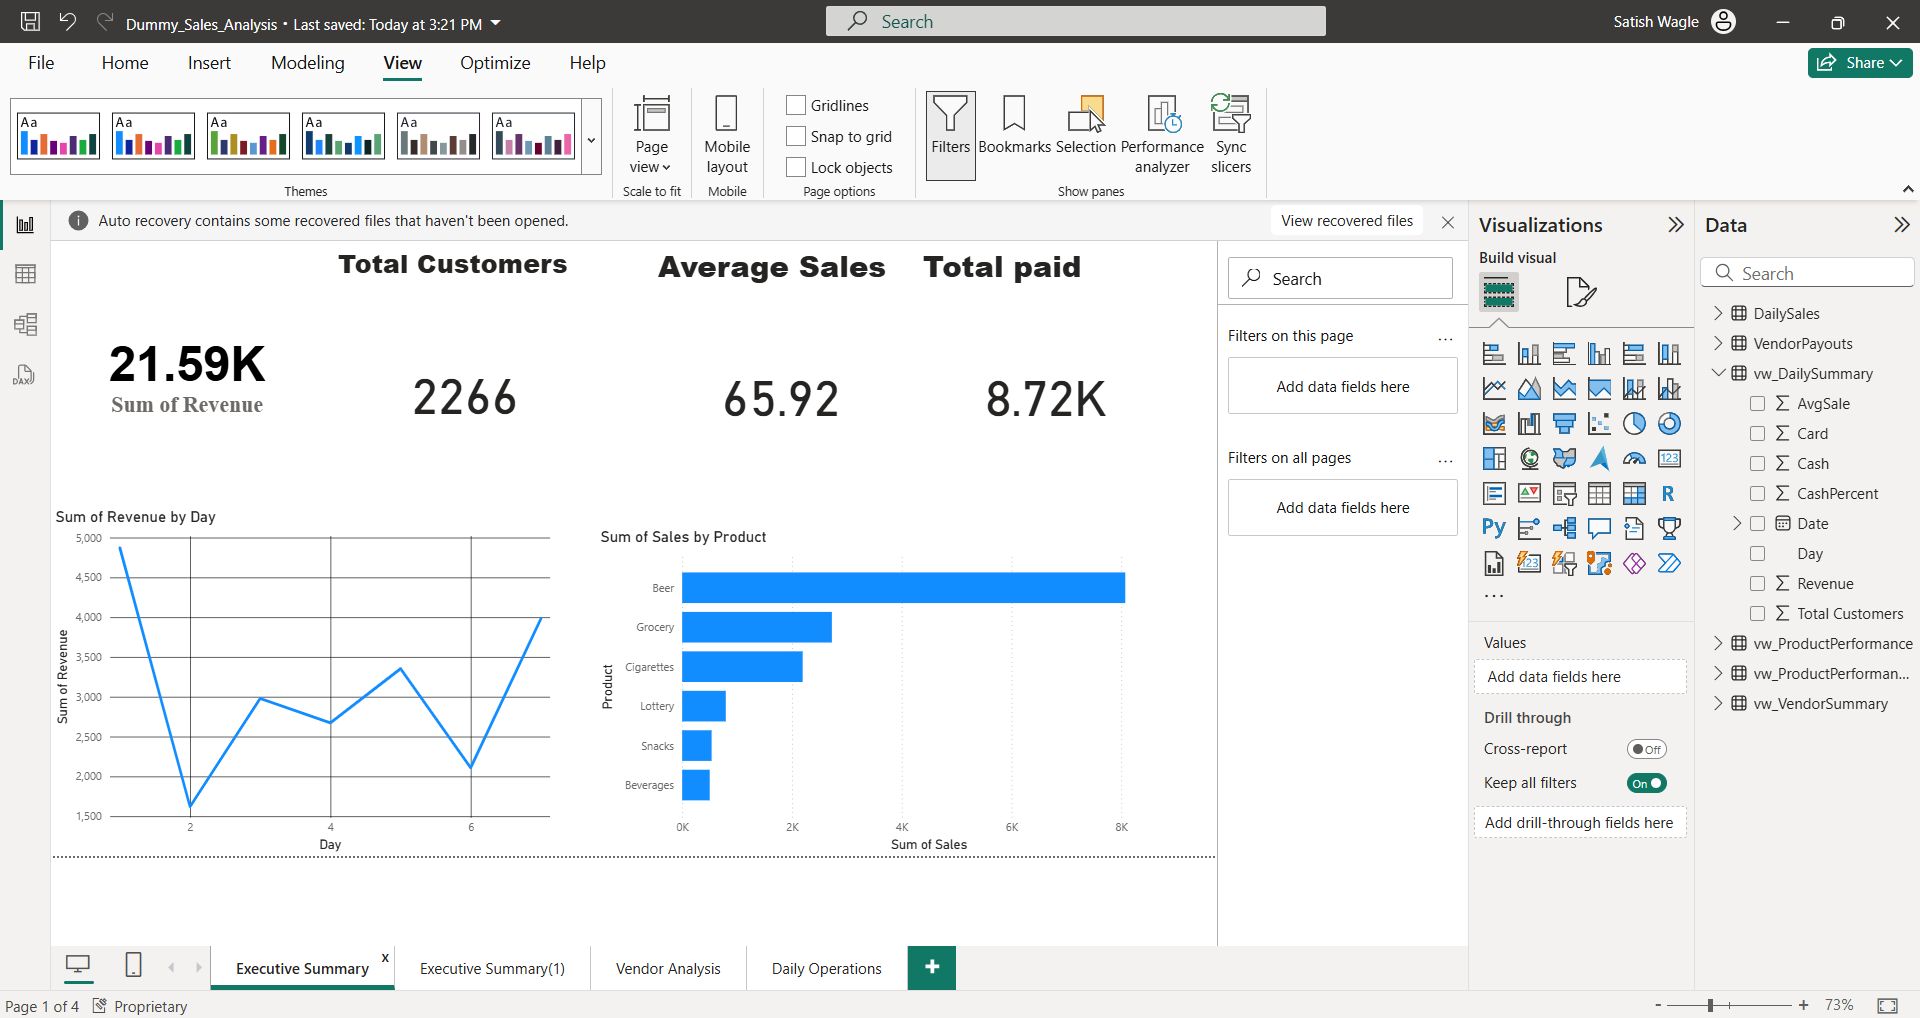 Dummy_Sales_Analysis • Last saved: Today at 3:21 PM
Search
Satish Wagle
File Home Insert Modeling View Optimize Help
Share
Aa Aa Aa Aa Aa Aa
Themes
Page view
Scale to fit
Mobile layout
Mobile
Gridlines
Snap to grid
Lock objects
Page options
Filters
Bookmarks
Selection
Performance analyzer
Sync slicers
Show panes
Auto recovery contains some recovered files that haven't been opened.
View recovered files
Total Customers
Average Sales
Total paid
21.59K
Sum of Revenue
2266
65.92
8.72K
Sum of Revenue by Day
5,000
4,500
4,000
3,500
3,000
2,500
2,000
1,500
Sum of Revenue
2 4 6
Day
Sum of Sales by Product
Product
Beer
Grocery
Cigarettes
Lottery
Snacks
Beverages
0K 2K 4K 6K 8K
Sum of Sales
Search
Filters on this page ...
Add data fields here
Filters on all pages ...
Add data fields here
Visualizations
Build visual
123
R
Py
123
...
Values
Add data fields here
Drill through
Cross-report Off
Keep all filters On
Add drill-through fields here
Data
Search
DailySales
VendorPayouts
vw_DailySummary
AvgSale
Card
Cash
CashPercent
Date
Day
Revenue
Total Customers
vw_ProductPerformance
vw_ProductPerforman...
vw_VendorSummary
DAX
Executive Summary x
Executive Summary(1)
Vendor Analysis
Daily Operations
+
Page 1 of 4
Proprietary
- + 73%